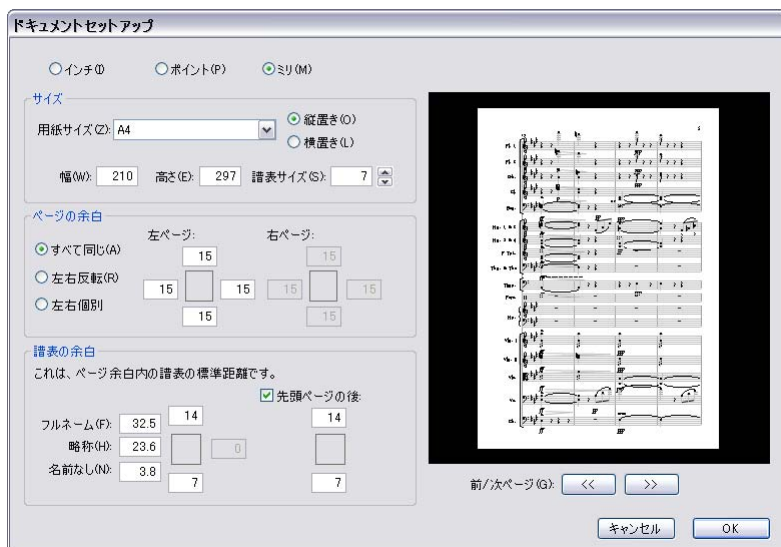 ドキュメントセットアップ
インチ(I)
ポイント(P)
ミリ(M)
サイズ
用紙サイズ(Z): A4
縦置き(O)
横置き(L)
幅(W): 210 高さ(E): 297 譜表サイズ(S): 7
ページの余白
すべて同じ(A)
左右反転(R)
左右個別
左ページ:
15
15 15
15
右ページ:
15
15 15
15
譜表の余白
これは、ページ余白内の譜表の標準距離です。
先頭ページの後:
フルネーム(F): 32.5
略称(H): 23.6
名前なし(N): 3.8
14
0
7
14
7
前/次ページ(G): << >>
キャンセル OK